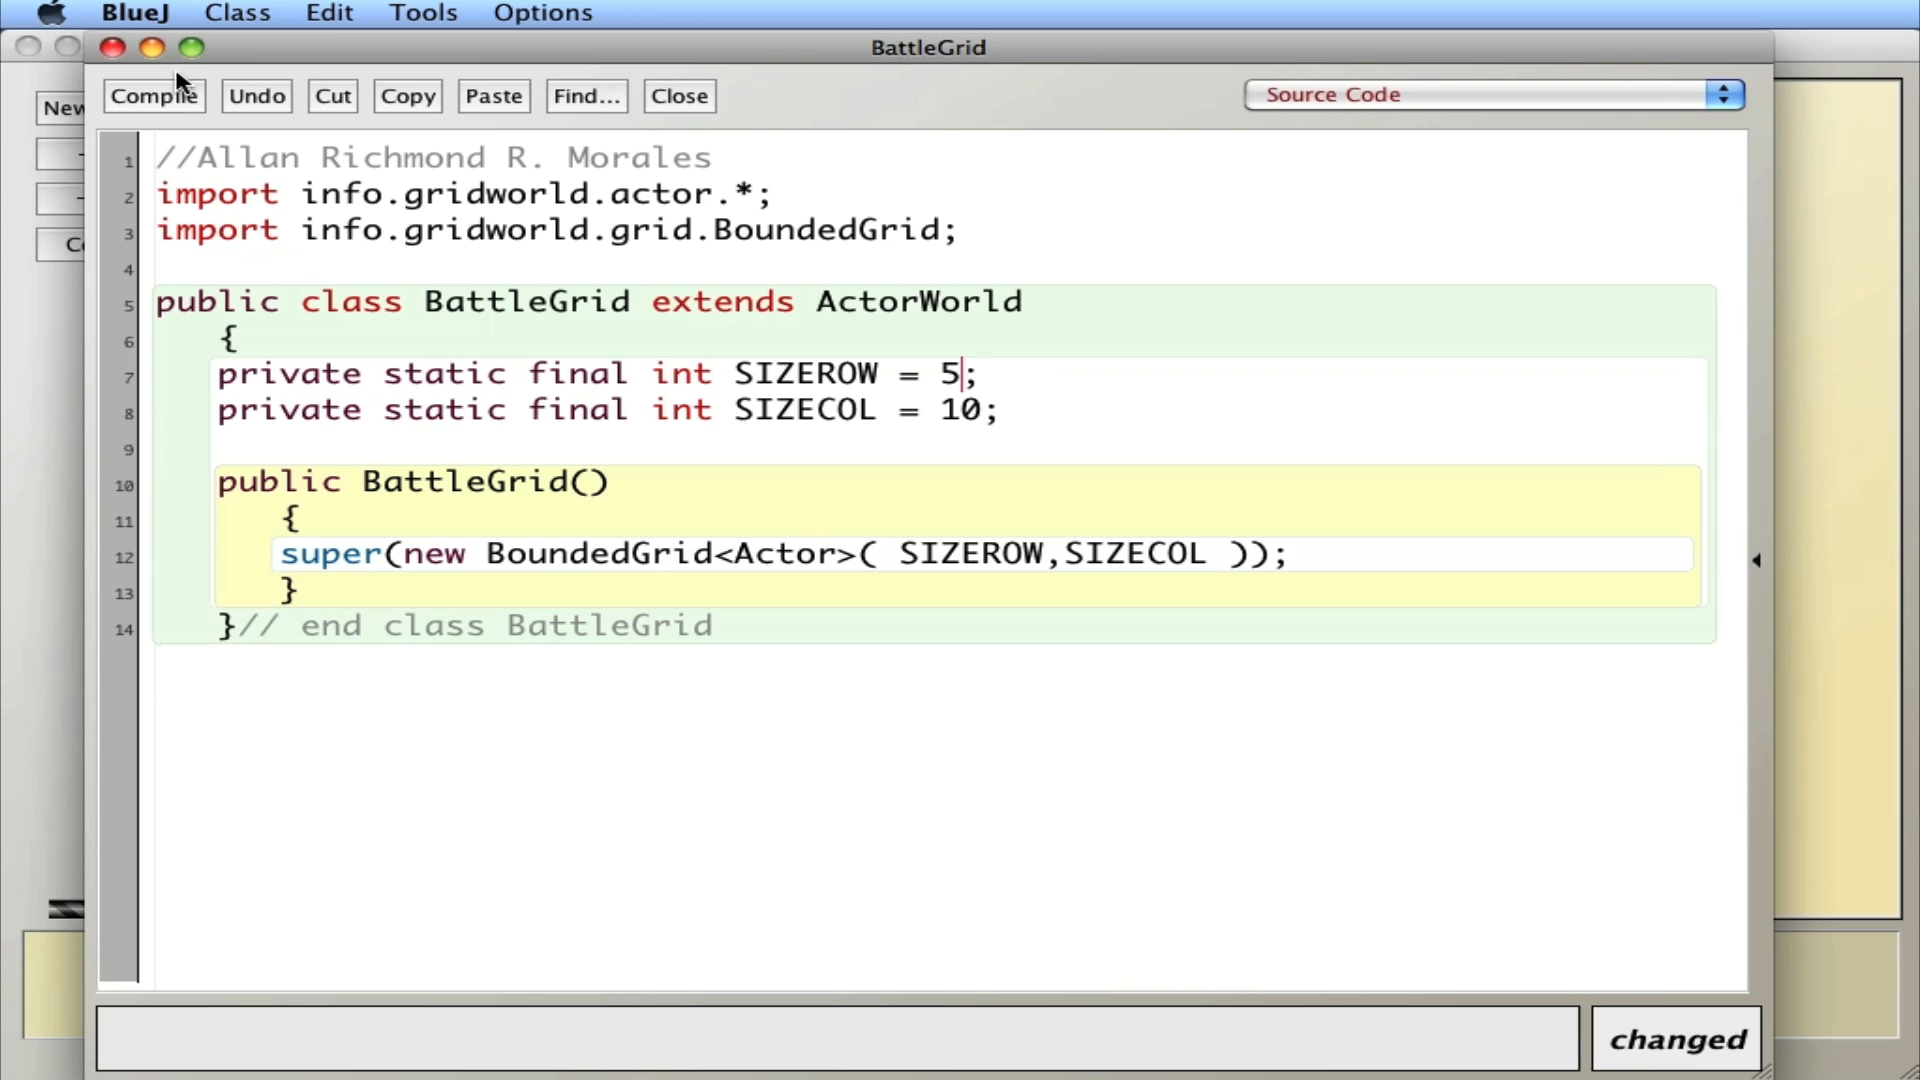 BlueJ Class Edit Tools Options
BattleGrid
Compile Undo Cut Copy Paste Find... Close Source Code
New
1 //Allan Richmond R. Morales
2 import info.gridworld.actor.*;
3 import info.gridworld.grid.BoundedGrid;
4
5 public class BattleGrid extends ActorWorld
6 {
7 private static final int SIZEROW = 5;
8 private static final int SIZECOL = 10;
9
10 public BattleGrid()
11 {
12 super(new BoundedGrid<Actor>( SIZEROW,SIZECOL ));
13 }
14 }// end class BattleGrid
changed